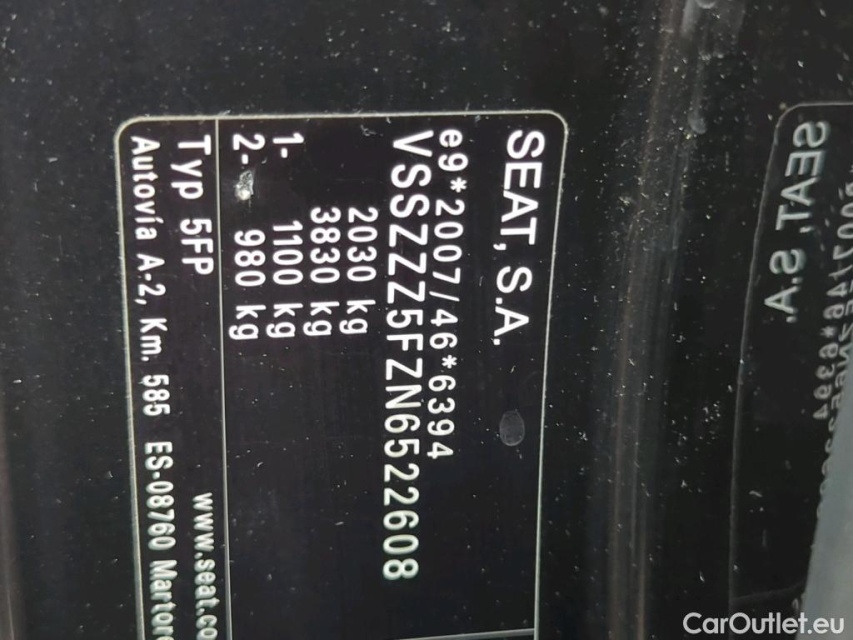 SEAT, S.A.
e9*2007/46*6394
VSSZZZ5FZN6522608
2030 kg
3830 kg
1- 1100 kg
2- 980 kg
Typ 5FP
www.seat.co
Autovía A-2, Km. 585 ES-08760 Martore
SEAT, S.A.
CarOutlet.eu